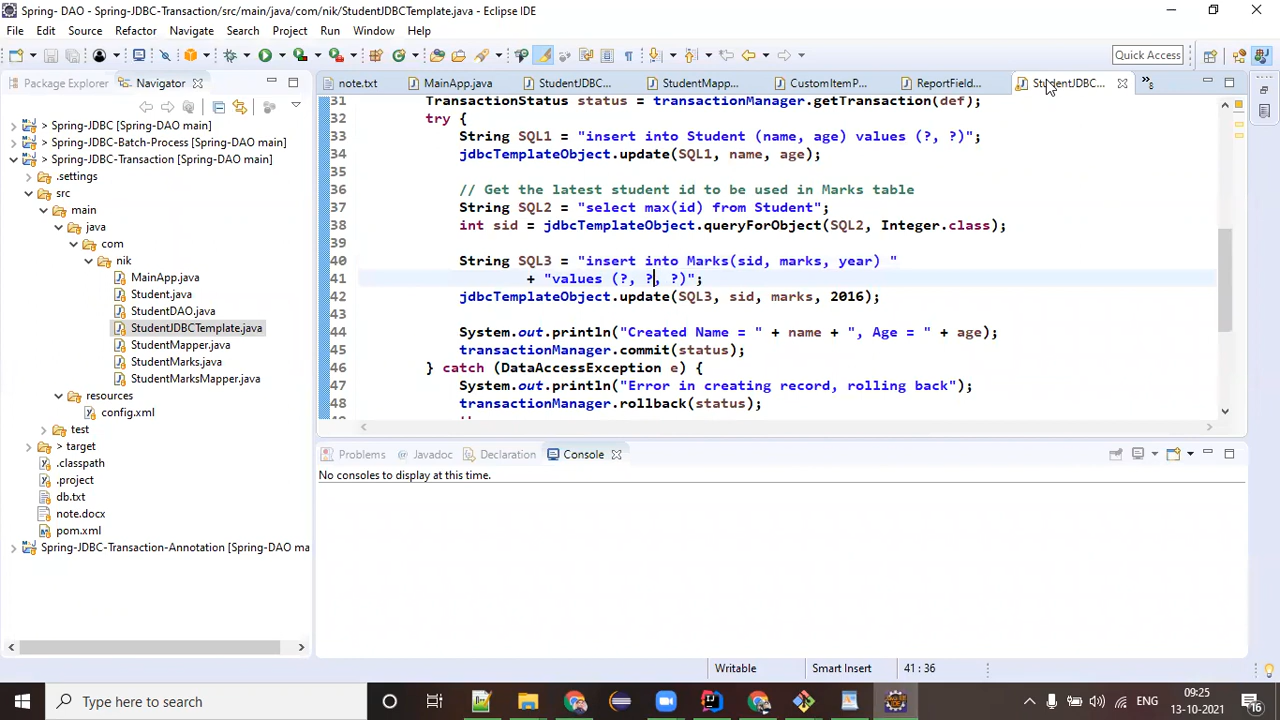 Spring- DAO - Spring-JDBC-Transaction/src/main/java/com/nik/StudentJDBCTemplate.java - Eclipse IDE
File Edit Source Refactor Navigate Search Project Run Window Help
Quick Access
Package Explorer Navigator
note.txt MainApp.java StudentJDBC... StudentMapp... CustomItemP... ReportField... StudentJDBC... »8
> Spring-JDBC [Spring-DAO main]
> Spring-JDBC-Batch-Process [Spring-DAO main]
> Spring-JDBC-Transaction [Spring-DAO main]
.settings
src
main
java
com
nik
MainApp.java
Student.java
StudentDAO.java
StudentJDBCTemplate.java
StudentMapper.java
StudentMarks.java
StudentMarksMapper.java
resources
config.xml
test
> target
.classpath
.project
db.txt
note.docx
pom.xml
Spring-JDBC-Transaction-Annotation [Spring-DAO ma
31 TransactionStatus status = transactionManager.getTransaction(def);
32 try {
33 String SQL1 = "insert into Student (name, age) values (?, ?)";
34 jdbcTemplateObject.update(SQL1, name, age);
35
36 // Get the latest student id to be used in Marks table
37 String SQL2 = "select max(id) from Student";
38 int sid = jdbcTemplateObject.queryForObject(SQL2, Integer.class);
39
40 String SQL3 = "insert into Marks(sid, marks, year) "
41 + "values (?, ?, ?)";
42 jdbcTemplateObject.update(SQL3, sid, marks, 2016);
43
44 System.out.println("Created Name = " + name + ", Age = " + age);
45 transactionManager.commit(status);
46 } catch (DataAccessException e) {
47 System.out.println("Error in creating record, rolling back");
48 transactionManager.rollback(status);
Problems Javadoc Declaration Console
No consoles to display at this time.
Writable Smart Insert 41 : 36
Type here to search
ENG
09:25
13-10-2021
16